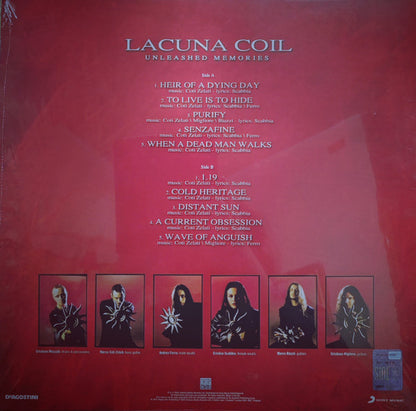 LACUNA COIL
UNLEASHED MEMORIES
Side A
1. HEIR OF A DYING DAY
music: Coti Zelati - lyrics: Scabbia
2. TO LIVE IS TO HIDE
music: Coti Zelati - lyrics: Scabbia \ Ferro
3. PURIFY
music: Coti Zelati \ Migliore \ Biazzi - lyrics: Scabbia
4. SENZAFINE
music: Coti Zelati - lyrics: Scabbia \ Ferro
5. WHEN A DEAD MAN WALKS
music: Coti Zelati - lyrics: Scabbia
Side B
1. 1.19
music: Coti Zelati - lyrics: Scabbia
2. COLD HERITAGE
music: Coti Zelati - lyrics: Scabbia
3. DISTANT SUN
music: Coti Zelati - lyrics: Scabbia
4. A CURRENT OBSESSION
music: Coti Zelati - lyrics: Scabbia
5. WAVE OF ANGUISH
music: Coti Zelati \ Migliore - lyrics: Ferro
DeAGOSTINI
SONY MUSIC